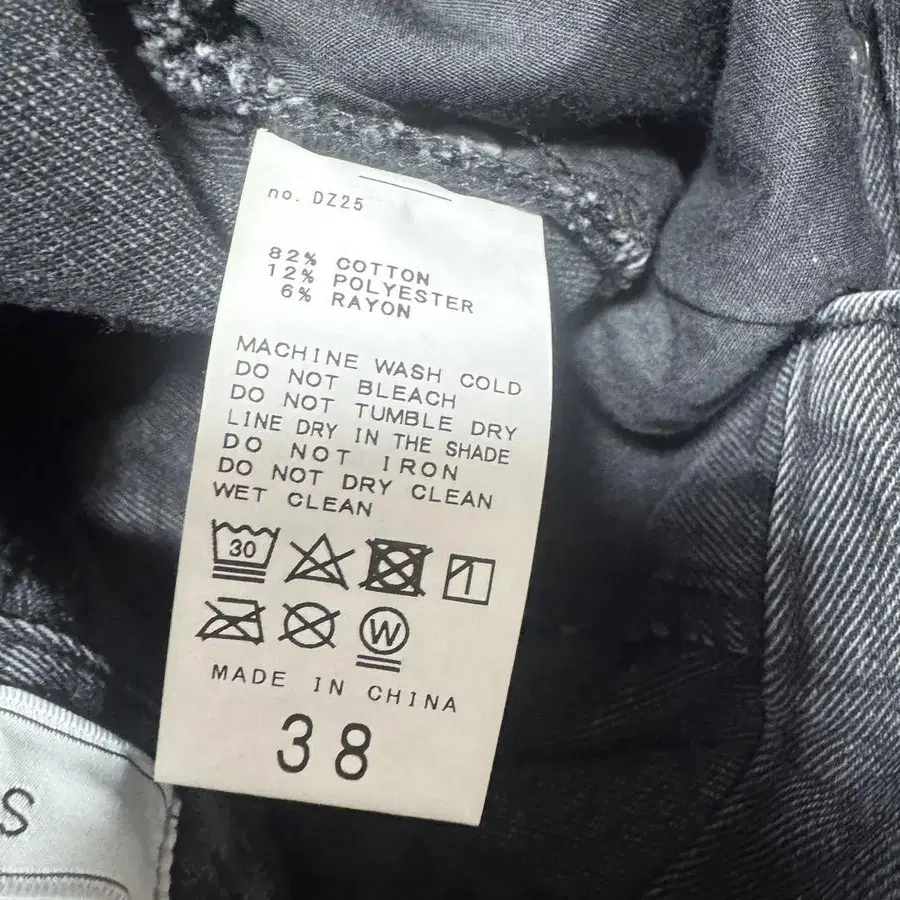 no. DZ25
82% COTTON
12% POLYESTER
6% RAYON
MACHINE WASH COLD
DO NOT BLEACH
DO NOT TUMBLE DRY
LINE DRY IN THE SHADE
DO NOT IRON
DO NOT DRY CLEAN
WET CLEAN
30
W
MADE IN CHINA
38
S